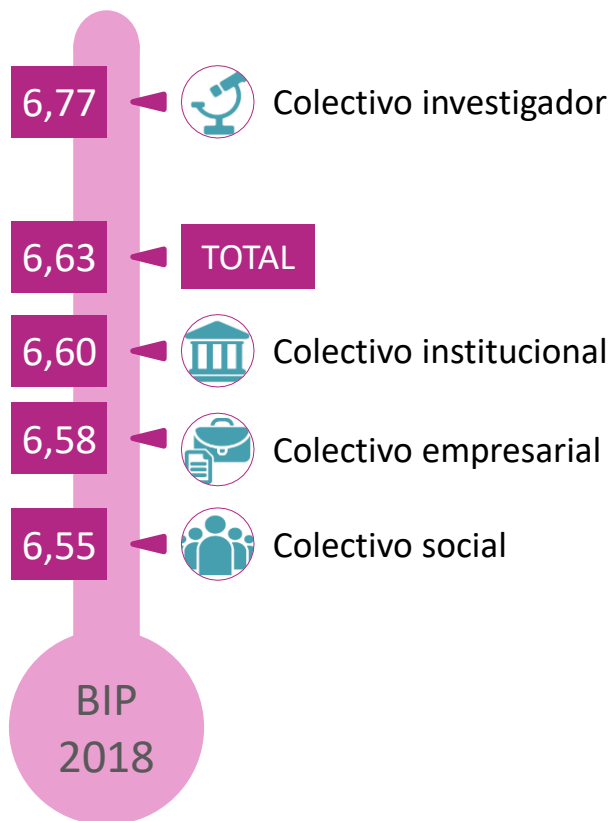 6,77 Colectivo investigador
6,63 TOTAL
6,60 Colectivo institucional
6,58 Colectivo empresarial
6,55 Colectivo social
BIP
2018